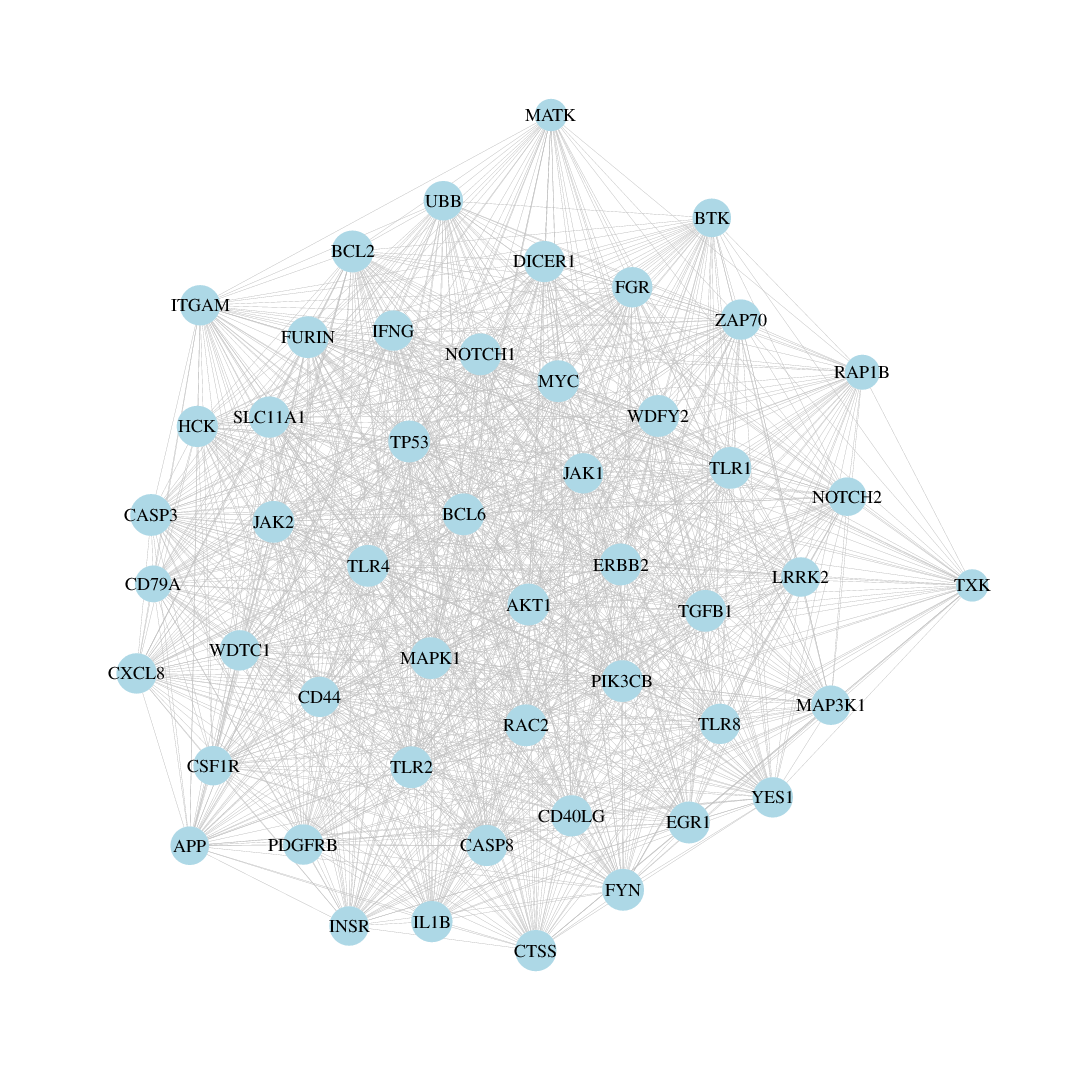 MATK
UBB
BTK
BCL2
DICER1
FGR
ITGAM
ZAP70
FURIN
IFNG
NOTCH1
RAP1B
MYC
SLC11A1
WDFY2
HCK
TP53
TLR1
JAK1
NOTCH2
CASP3
BCL6
JAK2
TLR4
ERBB2
LRRK2
CD79A
TXK
AKT1
TGFB1
WDTC1
MAPK1
CXCL8
PIK3CB
CD44
MAP3K1
RAC2
TLR8
CSF1R
TLR2
YES1
CD40LG
EGR1
APP
PDGFRB
CASP8
FYN
IL1B
INSR
CTSS